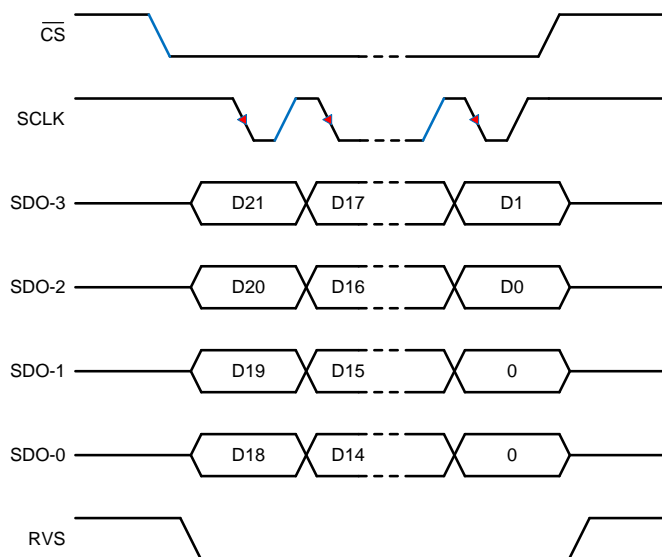 CS
SCLK
SDO-3 D21 D17 D1
SDO-2 D20 D16 D0
SDO-1 D19 D15 0
SDO-0 D18 D14 0
RVS